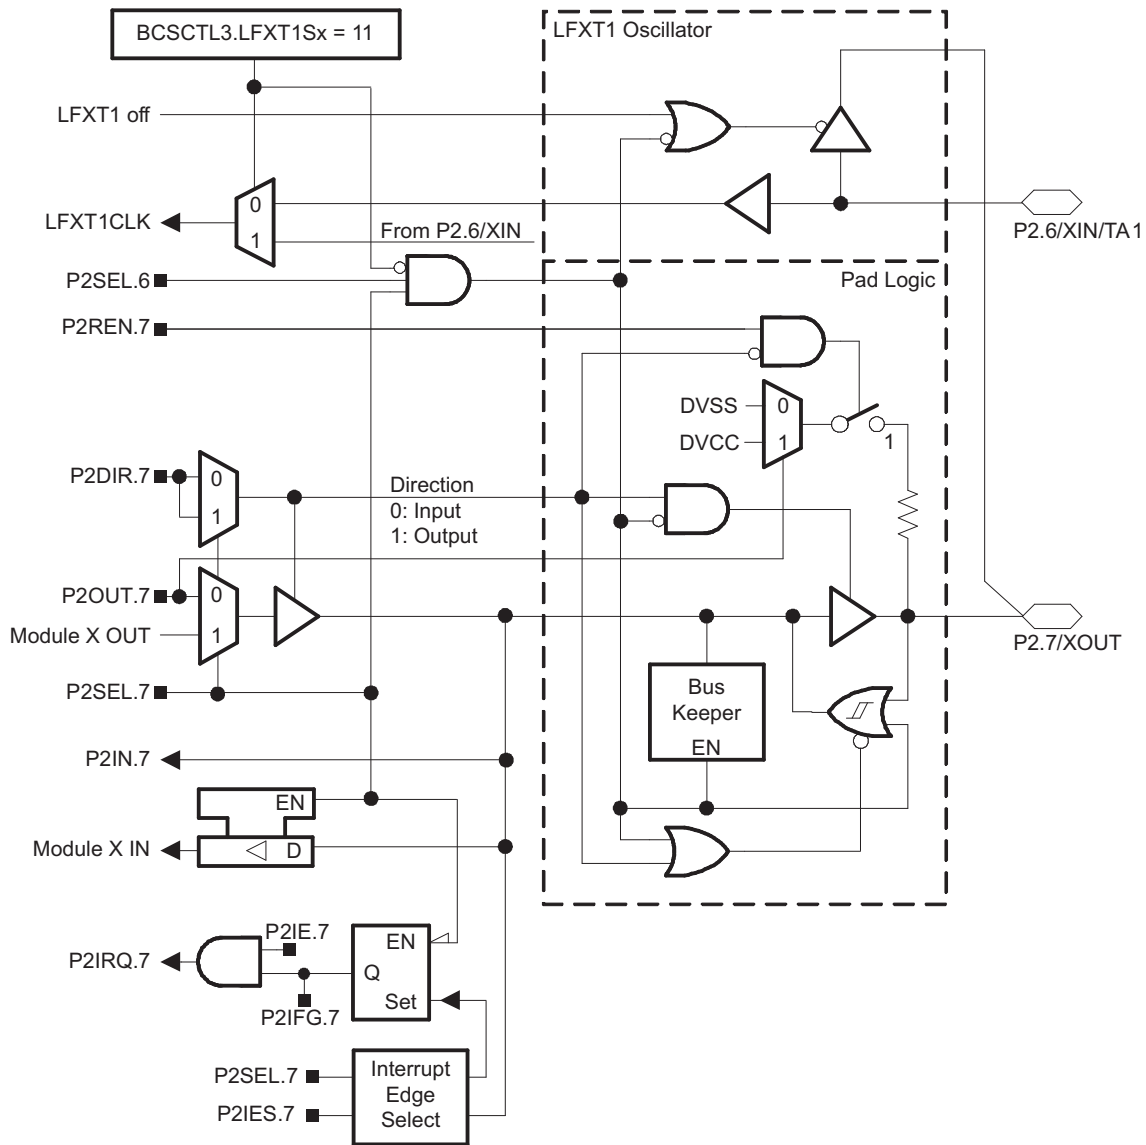 BCSCTL3.LFXT1Sx = 11
LFXT1 Oscillator
LFXT1 off
0
LFXT1CLK
1
From P2.6/XIN
P2.6/XIN/TA1
P2SEL.6
Pad Logic
P2REN.7
DVSS
0
DVCC
1
1
P2DIR.7
0
1
Direction
0: Input
1: Output
P2OUT.7
0
Module X OUT
1
P2.7/XOUT
P2SEL.7
Bus
Keeper
EN
P2IN.7
EN
Module X IN
D
P2IE.7
EN
P2IRQ.7
Q
P2IFG.7
Set
P2SEL.7
P2IES.7
Interrupt
Edge
Select